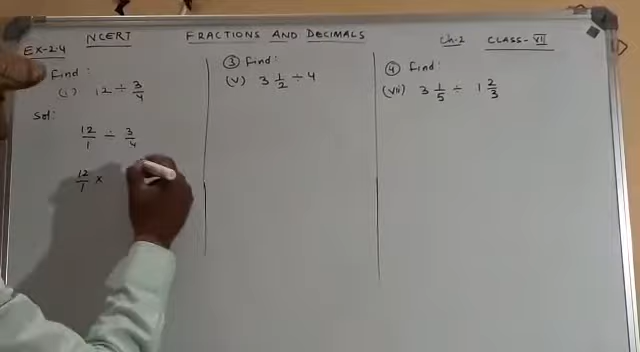 NCERT FRACTIONS AND DECIMALS Ch-2 CLASS-VII
EX-2.4
Find:
(i) 12 ÷ 3/4
Sol:
12/1 ÷ 3/4
12/1 ×
③ Find:
(v) 3 1/2 ÷ 4
④ Find:
(vii) 3 1/5 ÷ 1 2/3